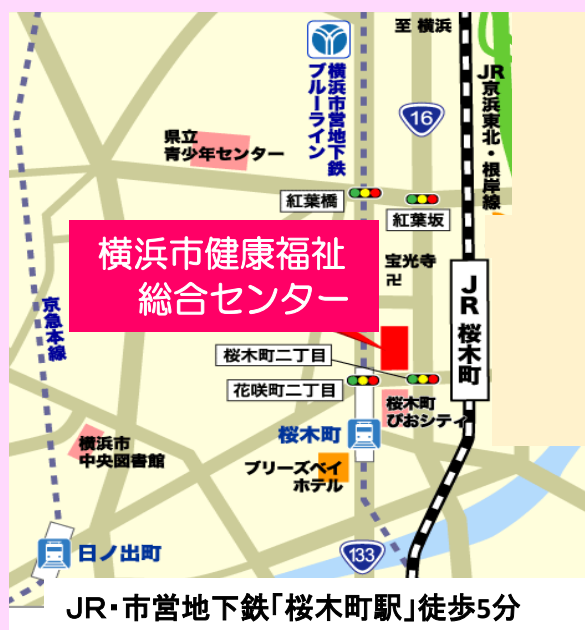 至 横浜
横浜市営地下鉄
ブルーライン
16
JR京浜東北・根岸線
県立
青少年センター
紅葉橋
紅葉坂
横浜市健康福祉
総合センター
宝光寺
卍
JR桜木町
京急本線
桜木町二丁目
花咲町二丁目
桜木町
ぴおシティ
桜木町
横浜市
中央図書館
ブリーズベイ
ホテル
日ノ出町
133
JR・市営地下鉄「桜木町駅」徒歩5分